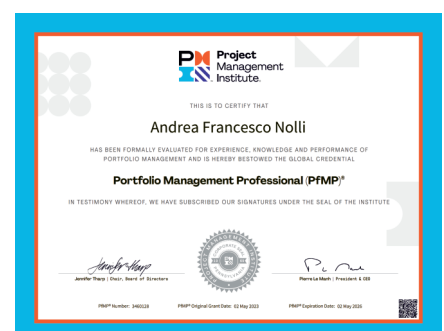 Project
Management
Institute.
THIS IS TO CERTIFY THAT
Andrea Francesco Nolli
HAS BEEN FORMALLY EVALUATED FOR EXPERIENCE, KNOWLEDGE AND PERFORMANCE OF
PORTFOLIO MANAGEMENT AND IS HEREBY BESTOWED THE GLOBAL CREDENTIAL
Portfolio Management Professional (PfMP)®
IN TESTIMONY WHEREOF, WE HAVE SUBSCRIBED OUR SIGNATURES UNDER THE SEAL OF THE INSTITUTE
Jennifer Tharp | Chair, Board of Directors
Pierre Le Manh | President & CEO
PfMP® Number: 3460128
PfMP® Original Grant Date: 02 May 2023
PfMP® Expiration Date: 02 May 2026